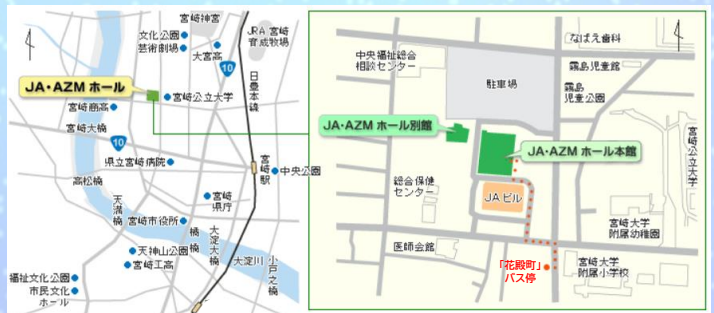 宮崎神宮
文化公園
芸術劇場
大宮高
JRA 宮崎
育成牧場
10
日豊本線
JA・AZM ホール
宮崎公立大学
宮崎商高
宮崎大橋
10
県立宮崎病院
宮崎駅
中央公園
高松橋
天満橋
宮崎県庁
宮崎市役所
橘橋
大淀大橋
天神山公園
宮崎工高
大淀川
小戸之橋
福祉文化公園
市民文化
ホール
なばえ歯科
中央福祉総合
相談センター
駐車場
霧島児童館
霧島
児童公園
JA・AZM ホール別館
JA・AZM ホール本館
宮崎公立大学
総合保健
センター
JA ビル
宮崎大学
附属幼稚園
医師会館
「花殿町」
バス停
宮崎大学
附属小学校